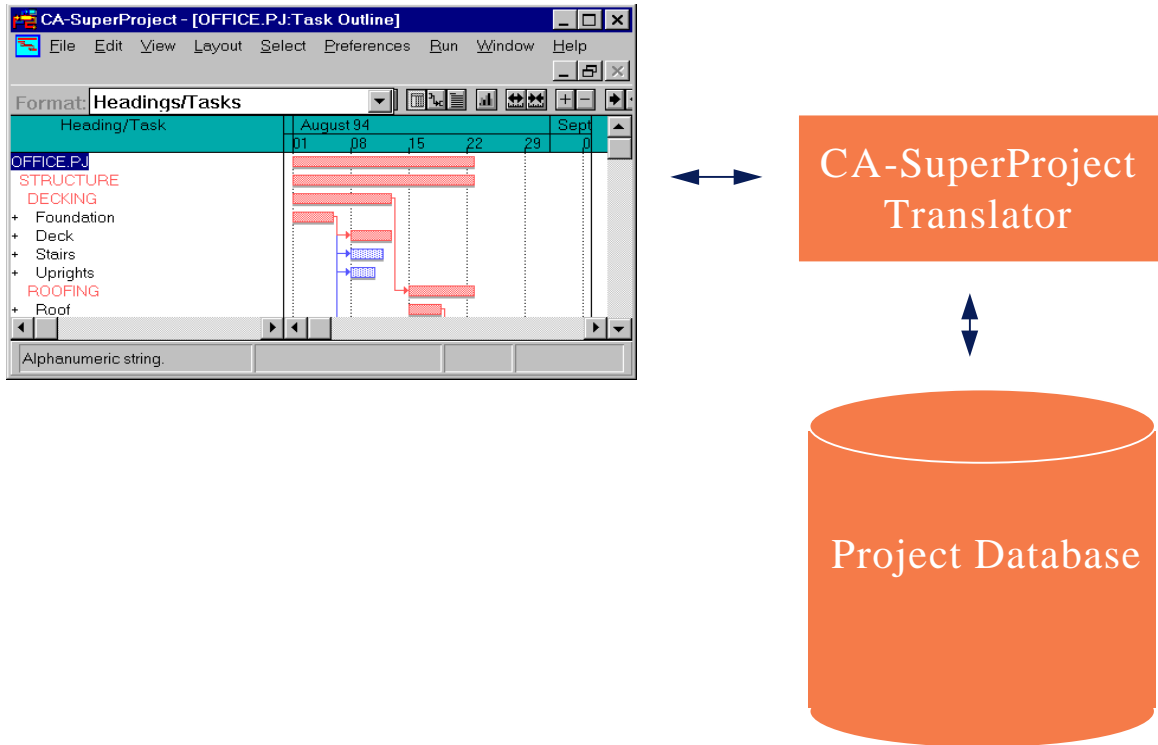 CA-SuperProject - [OFFICE.PJ:Task Outline]
File Edit View Layout Select Preferences Run Window Help
Format: Headings/Tasks
Heading/Task
August 94 Sept
01 08 15 22 29 0
OFFICE.PJ
STRUCTURE
DECKING
+ Foundation
+ Deck
+ Stairs
+ Uprights
ROOFING
+ Roof
Alphanumeric string.
CA-SuperProject
Translator
Project Database